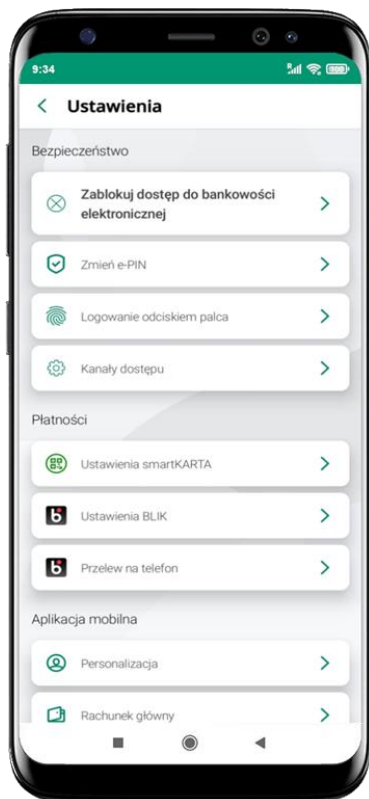 9:34
Ustawienia
Bezpieczeństwo
Zablokuj dostęp do bankowości
elektronicznej
Zmień e-PIN
Logowanie odciskiem palca
Kanały dostępu
Płatności
Ustawienia smartKARTA
Ustawienia BLIK
Przelew na telefon
Aplikacja mobilna
Personalizacja
Rachunek główny